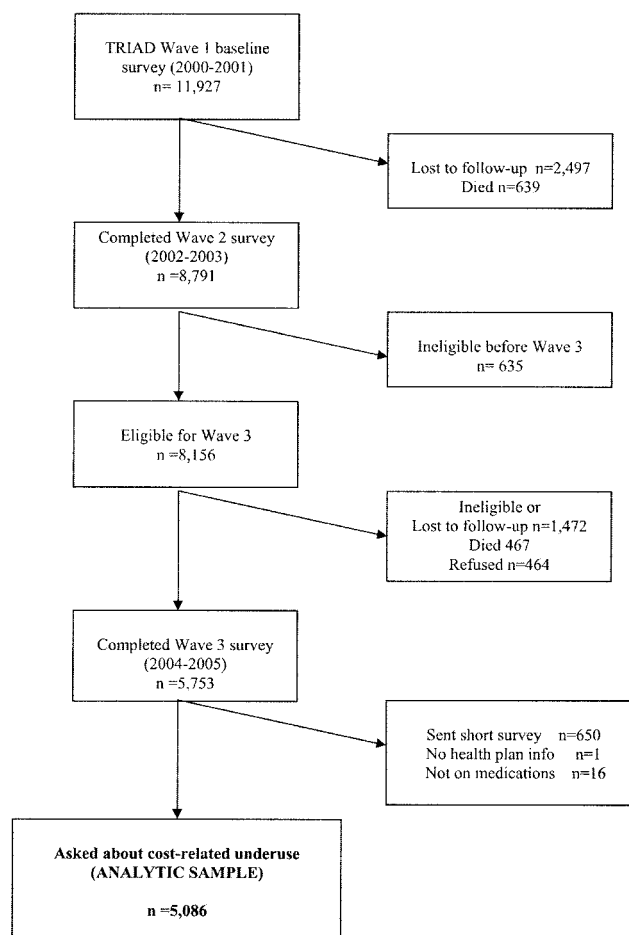 TRIAD Wave 1 baseline
survey (2000-2001)
n= 11,927
Lost to follow-up n=2,497
Died n=639
Completed Wave 2 survey
(2002-2003)
n =8,791
Ineligible before Wave 3
n= 635
Eligible for Wave 3
n =8,156
Ineligible or
Lost to follow-up n=1,472
Died 467
Refused n=464
Completed Wave 3 survey
(2004-2005)
n =5,753
Sent short survey n=650
No health plan info n=1
Not on medications n=16
Asked about cost-related underuse
(ANALYTIC SAMPLE)
n =5,086